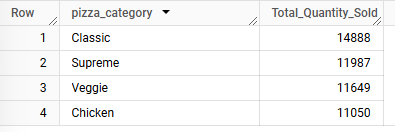 Row pizza_category Total_Quantity_Sold
1 Classic 14888
2 Supreme 11987
3 Veggie 11649
4 Chicken 11050